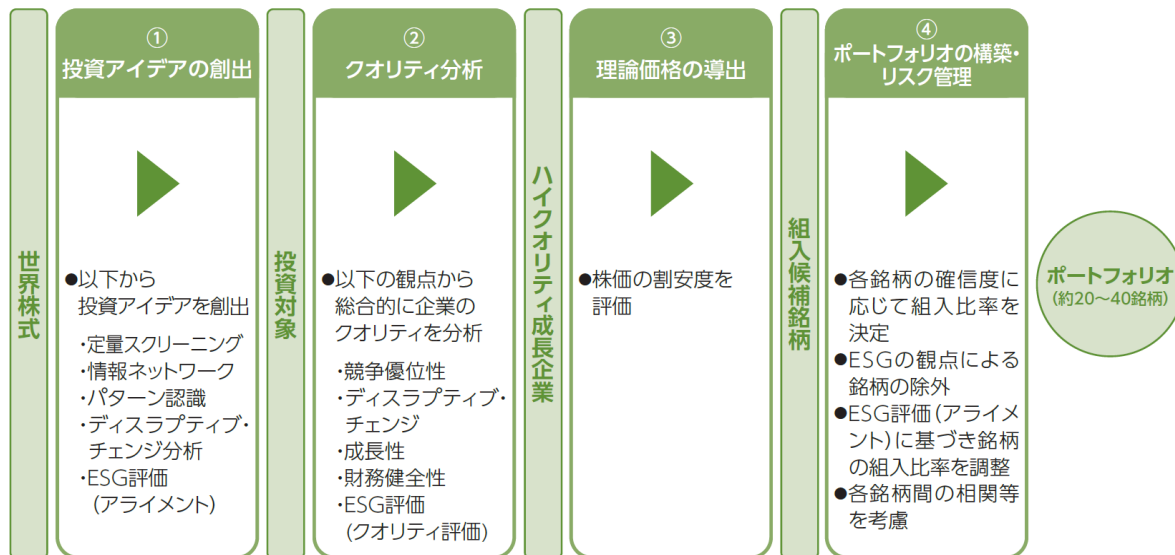 世界株式
①
投資アイデアの創出
●以下から
投資アイデアを創出
・定量スクリーニング
・情報ネットワーク
・パターン認識
・ディスラプティブ・
チェンジ分析
・ESG評価
(アライメント)
投資対象
②
クオリティ分析
●以下の観点から
総合的に企業の
クオリティを分析
・競争優位性
・ディスラプティブ・
チェンジ
・成長性
・財務健全性
・ESG評価
(クオリティ評価)
ハイクオリティ成長企業
③
理論価格の導出
●株価の割安度を
評価
組入候補銘柄
④
ポートフォリオの構築・
リスク管理
●各銘柄の確信度に
応じて組入比率を
決定
●ESGの観点による
銘柄の除外
●ESG評価(アライメ
ント)に基づき銘柄
の組入比率を調整
●各銘柄間の相関等
を考慮
ポートフォリオ
(約20～40銘柄)